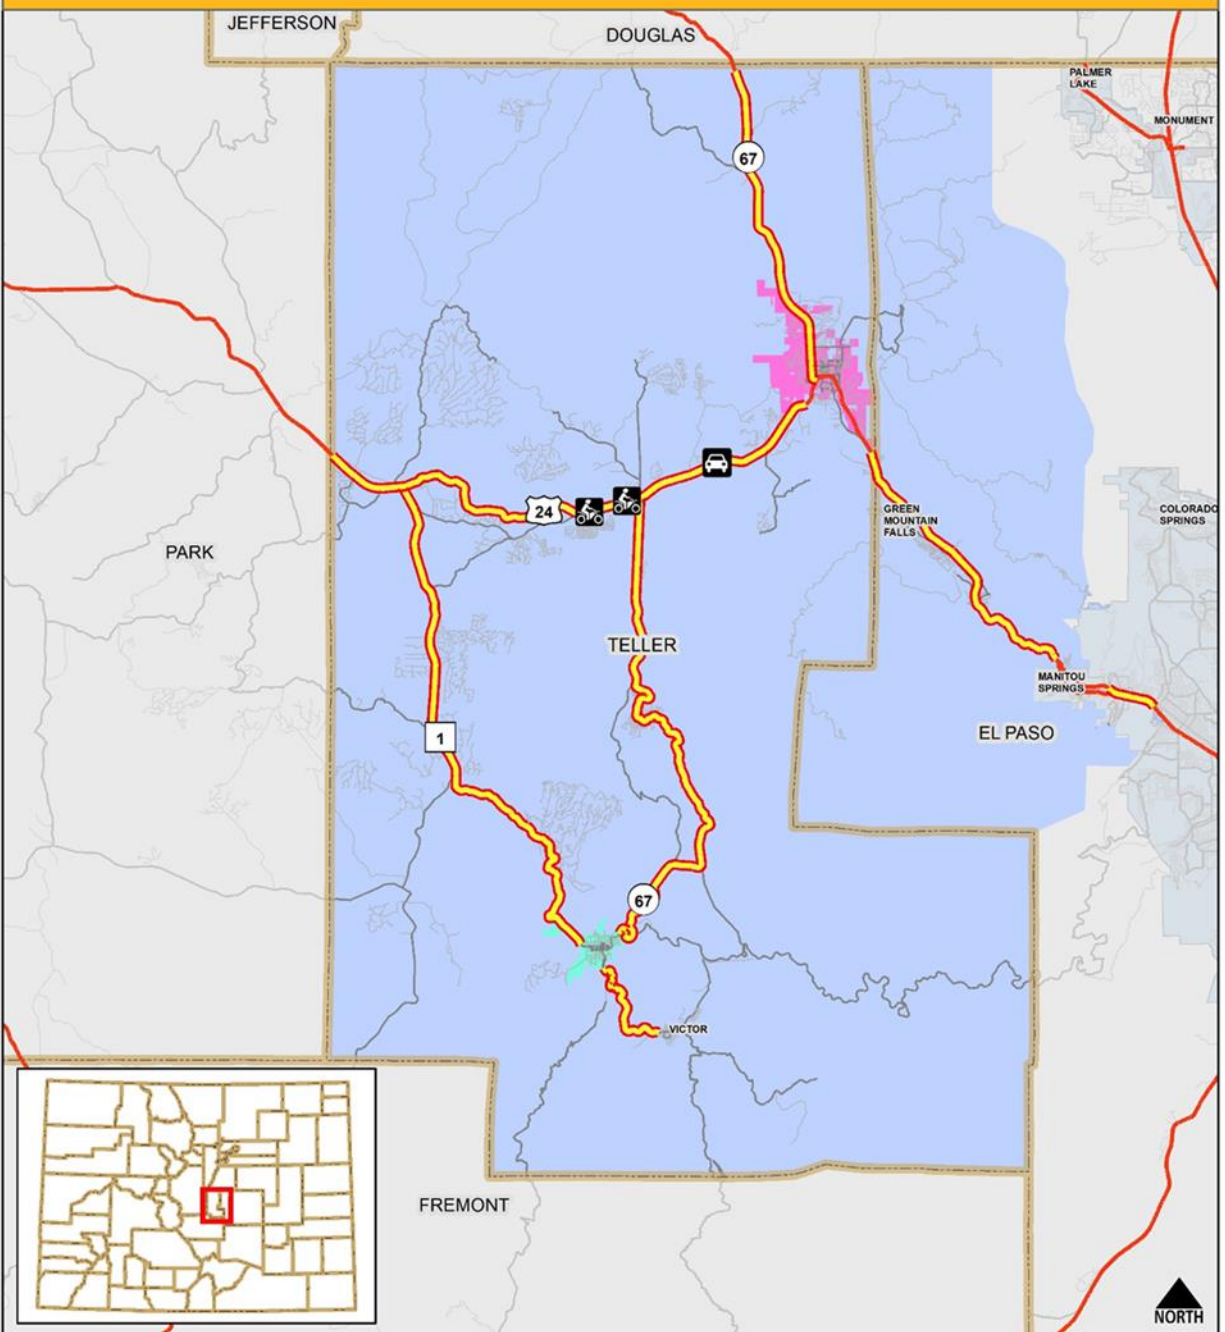 JEFFERSON
DOUGLAS
PALMER
LAKE
MONUMENT
67
24
GREEN
MOUNTAIN
FALLS
COLORADO
SPRINGS
PARK
TELLER
MANITOU
SPRINGS
1
EL PASO
67
VICTOR
FREMONT
NORTH